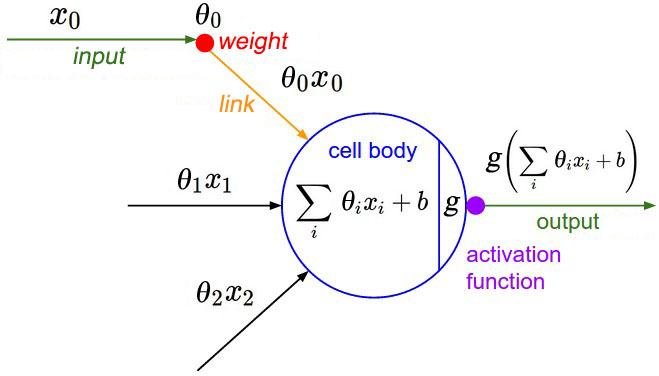 x₀
θ₀
input
weight
link
θ₀x₀
cell body
θ₁x₁
∑ᵢ θᵢxᵢ + b
g
g(∑ᵢ θᵢxᵢ + b)
output
activation
function
θ₂x₂